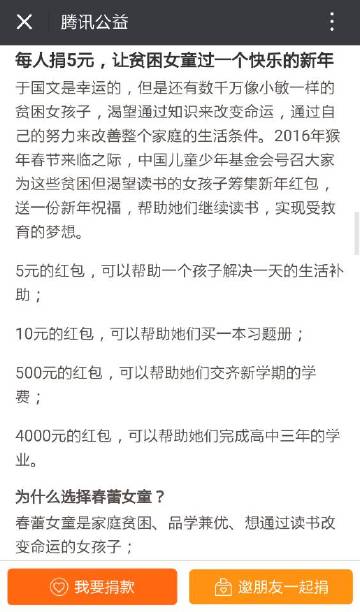 腾讯公益
每人捐5元，让贫困女童过一个快乐的新年
于国文是幸运的，但是还有数千万像小敏一样的
贫困女孩子，渴望通过知识来改变命运，通过自
己的努力来改善整个家庭的生活条件。2016年猴
年春节来临之际，中国儿童少年基金会号召大家
为这些贫困但渴望读书的女孩子筹集新年红包，
送一份新年祝福，帮助她们继续读书，实现受教
育的梦想。
5元的红包，可以帮助一个孩子解决一天的生活补
助；
10元的红包，可以帮助她们买一本习题册；
500元的红包，可以帮助她们交齐新学期的学
费；
4000元的红包，可以帮助她们完成高中三年的学
业。
为什么选择春蕾女童？
春蕾女童是家庭贫困、品学兼优、想通过读书改
变命运的女孩子；
我要捐款
邀朋友一起捐